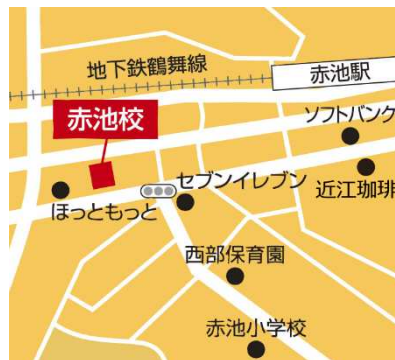 地下鉄鶴舞線
赤池駅
赤池校
ソフトバンク
セブンイレブン
近江珈琲
ほっともっと
西部保育園
赤池小学校